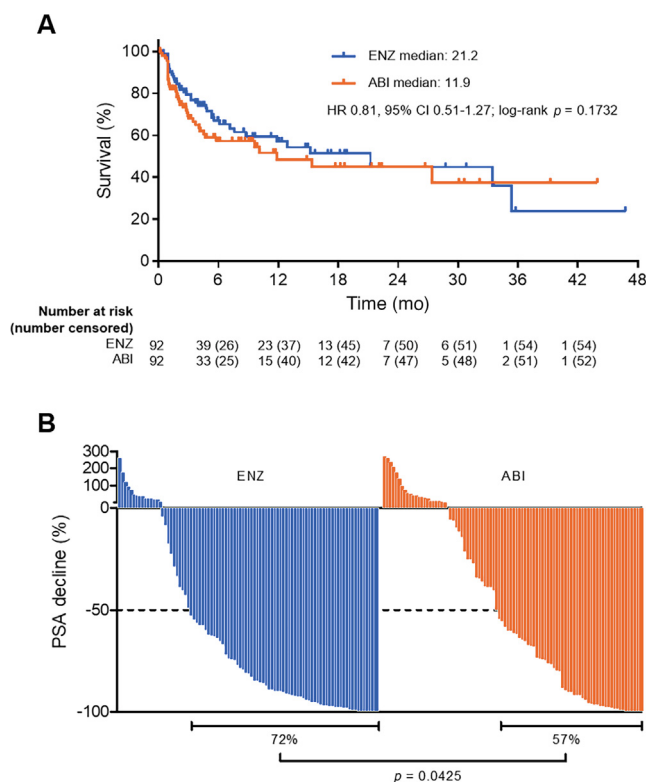 A
ENZ median: 21.2
ABI median: 11.9
HR 0.81, 95% CI 0.51-1.27; log-rank p = 0.1732
Survival (%)
100
80
60
40
20
0
0 6 12 18 24 30 36 42 48
Time (mo)
Number at risk
(number censored)
ENZ 92 39 (26) 23 (37) 13 (45) 7 (50) 6 (51) 1 (54) 1 (54)
ABI 92 33 (25) 15 (40) 12 (42) 7 (47) 5 (48) 2 (51) 1 (52)
B
PSA decline (%)
300
200
100
0
-50
-100
ENZ ABI
72% 57%
p = 0.0425